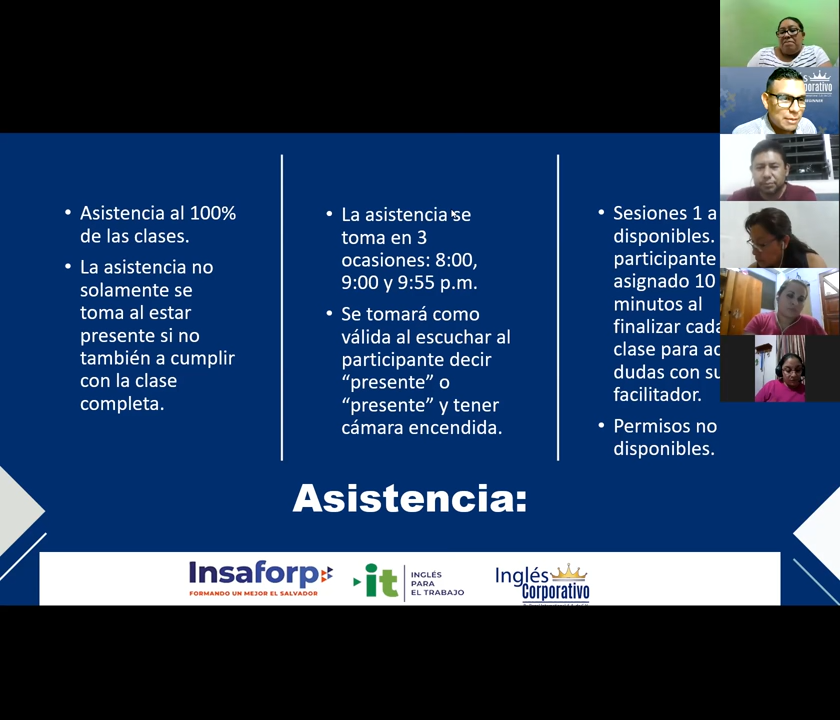 • Asistencia al 100%
de las clases.
• La asistencia no
solamente se
toma al estar
presente si no
también a cumplir
con la clase
completa.
• La asistencia se
toma en 3
ocasiones: 8:00,
9:00 y 9:55 p.m.
• Se tomará como
válida al escuchar al
participante decir
“presente” o
“presente” y tener
cámara encendida.
• Sesiones 1 a
disponibles.
participante
asignado 10
minutos al
finalizar cada
clase para
dudas con su
facilitador.
• Permisos no
disponibles.
Asistencia:
Insaforp
FORMANDO UN MEJOR EL SALVADOR
it
INGLÉS
PARA
EL TRABAJO
Inglés
Corporativo